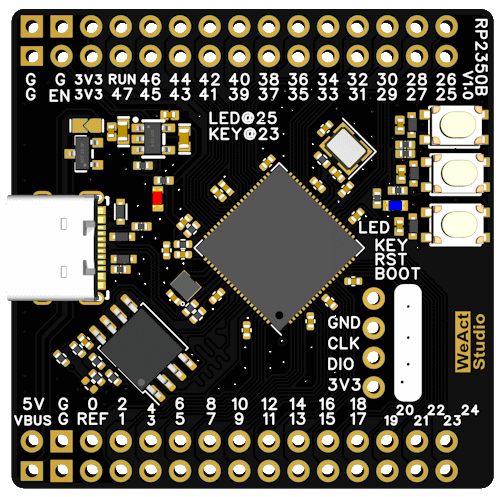 G G 3V3 RUN 46 44 42 40 38 36 34 32 30 28 26
G EN 3V3 47 45 43 41 39 37 35 33 31 29 27 25
RP2350B
V1.0
LED@25
KEY@23
LED
KEY
RST
BOOT
GND
CLK
DIO
3V3
WeAct
Studio
5V G 0 2 4 6 8 10 12 14 16 18 20 22 24
VBUS G REF 1 3 5 7 9 11 13 15 17 19 21 23